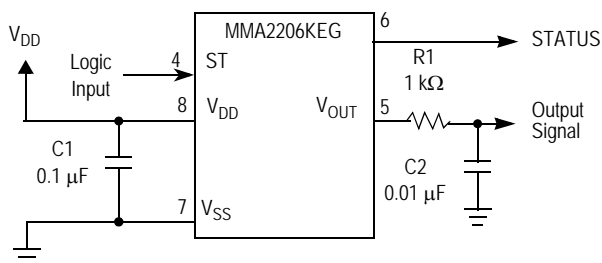 MMA2206KEG
V_DD
Logic
Input
4
ST
6
STATUS
R1
1 kΩ
8
V_DD
V_OUT
5
Output
Signal
C1
0.1 μF
C2
0.01 μF
7
V_SS